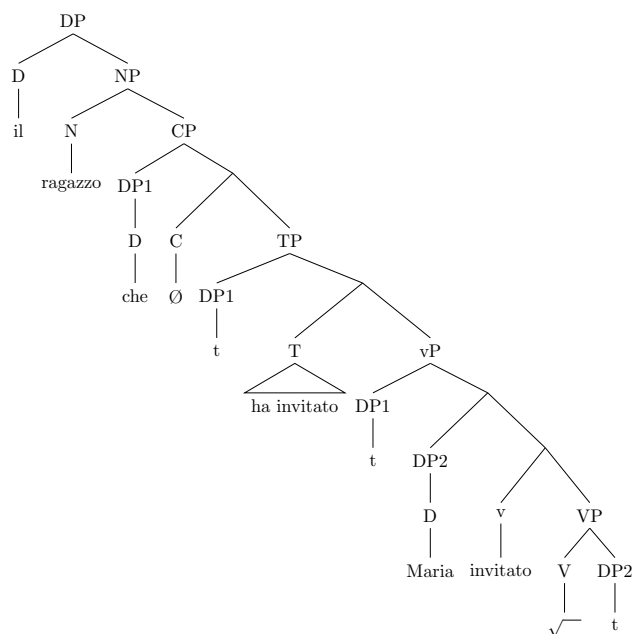 DP
D NP
il N CP
ragazzo DP1
D C TP
che Ø DP1
t T vP
ha invitato DP1
t DP2
D v VP
Maria invitato V DP2
√ t